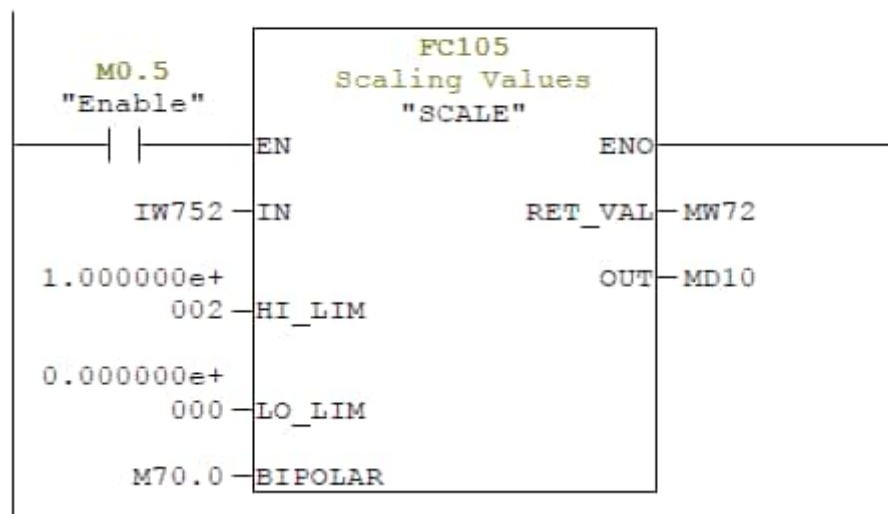 FC105
M0.5
Scaling Values
"Enable"
"SCALE"
EN ENO
IW752 IN RET_VAL MW72
1.000000e+ OUT MD10
002 HI_LIM
0.000000e+
000 LO_LIM
M70.0 BIPOLAR